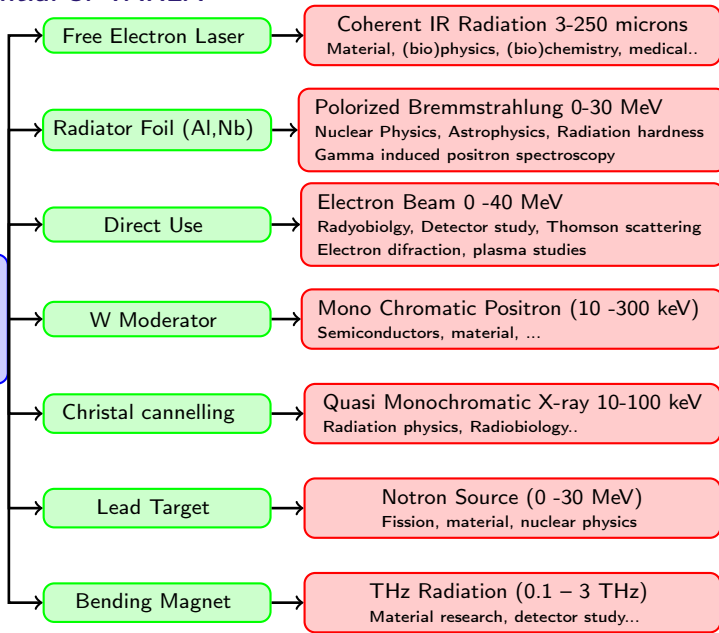 Free Electron Laser
Coherent IR Radiation 3-250 microns
Material, (bio)physics, (bio)chemistry, medical..
Radiator Foil (Al,Nb)
Polorized Bremmstrahlung 0-30 MeV
Nuclear Physics, Astrophysics, Radiation hardness
Gamma induced positron spectroscopy
Direct Use
Electron Beam 0 -40 MeV
Radyobiolgy, Detector study, Thomson scattering
Electron difraction, plasma studies
W Moderator
Mono Chromatic Positron (10 -300 keV)
Semiconductors, material, ...
Christal cannelling
Quasi Monochromatic X-ray 10-100 keV
Radiation physics, Radiobiology..
Lead Target
Notron Source (0 -30 MeV)
Fission, material, nuclear physics
Bending Magnet
THz Radiation (0.1 – 3 THz)
Material research, detector study...